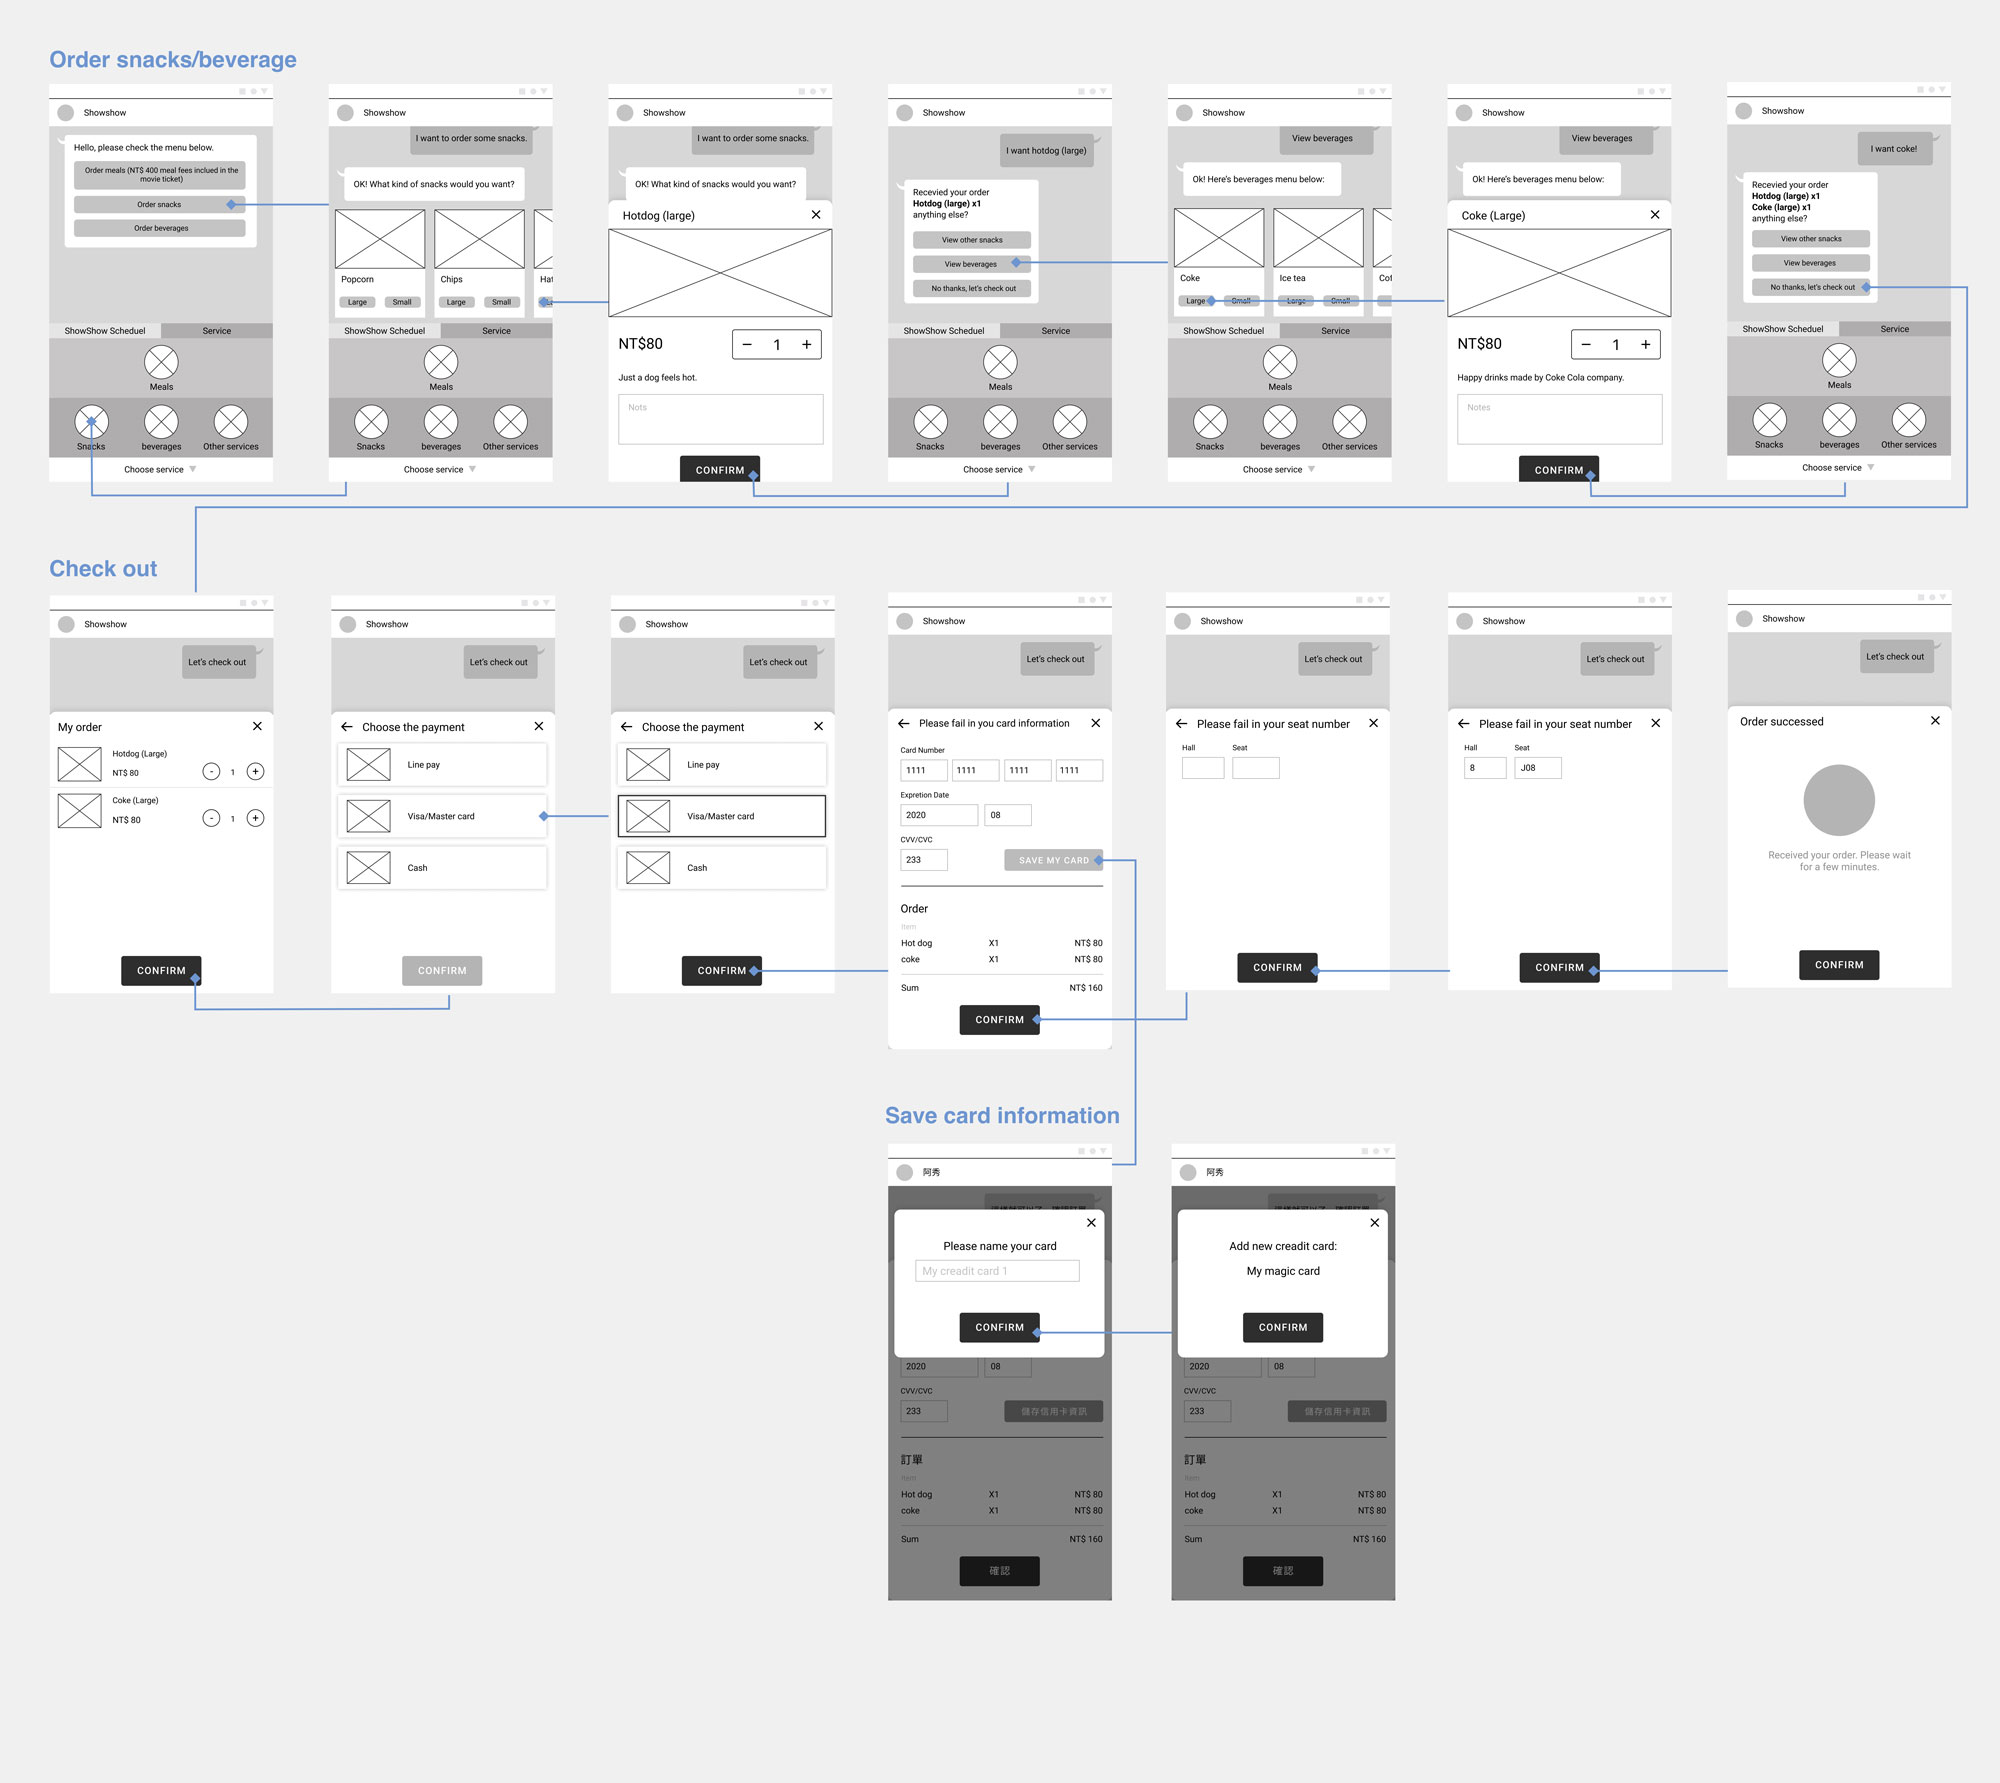 Order snacks/beverage
Showshow
Hello, please check the menu below.
Order meals (NT$ 400 meal fees inclued in the
movie ticket)
Order snacks
Order beverages
ShowShow Scheduel
Service
Meals
Snacks
beverages
Other services
Choose service
Showshow
I want to order some snacks.
OK! What kind of snacks would you want?
Popcorn
Large
Small
Chips
Large
Small
ShowShow Scheduel
Service
Meals
Snacks
beverages
Other services
Choose service
Showshow
I want to order some snacks.
OK! What kind of snacks would you want?
Hotdog (large)
NT$80
− 1 +
Just a dog feels hot.
Nots
CONFIRM
Showshow
I want hotdog (large)
Recevied your order
Hotdog (large) x1
anything else?
View other snacks
View beverages
No thanks, let's check out
ShowShow Scheduel
Service
Meals
Snacks
beverages
Other services
Choose service
Showshow
View beverages
Ok! Here's beverages menu below:
Coke
Large
Small
Ice tea
Large
Small
ShowShow Scheduel
Service
Meals
Snacks
beverages
Other services
Choose service
Showshow
View beverages
Ok! Here's beverages menu below:
Coke (Large)
NT$80
− 1 +
Happy drinks made by Coke Cola company.
Notes
CONFIRM
Showshow
I want coke!
Recevied your order
Hotdog (large) x1
Coke (large) x1
anything else?
View other snacks
View beverages
No thanks, let's check out
ShowShow Scheduel
Service
Meals
Snacks
beverages
Other services
Choose service
Check out
Showshow
Let's check out
My order
Hotdog (Large)
NT$ 80
- 1 +
Coke (Large)
NT$ 80
- 1 +
CONFIRM
Showshow
Let's check out
Choose the payment
Line pay
Visa/Master card
Cash
CONFIRM
Showshow
Let's check out
Choose the payment
Line pay
Visa/Master card
Cash
CONFIRM
Showshow
Let's check out
Please fail in you card information
Card Number
1111 1111 1111 1111
Expretion Date
2020 08
CVV/CVC
233
SAVE MY CARD
Order
Item
Hot dog X1 NT$ 80
coke X1 NT$ 80
Sum NT$ 160
CONFIRM
Showshow
Let's check out
Please fail in your seat number
Hall Seat
CONFIRM
Showshow
Let's check out
Please fail in your seat number
Hall Seat
8 J08
CONFIRM
Showshow
Let's check out
Order successed
Received your order. Please wait
for a few minutes.
CONFIRM
Save card information
阿秀
Please name your card
My creadit card 1
CONFIRM
2020 08
CVV/CVC
233
儲存信用卡資訊
訂單
Item
Hot dog X1 NT$ 80
coke X1 NT$ 80
Sum NT$ 160
確認
阿秀
Add new creadit card:
My magic card
CONFIRM
2020 08
CVV/CVC
233
儲存信用卡資訊
訂單
Item
Hot dog X1 NT$ 80
coke X1 NT$ 80
Sum NT$ 160
確認